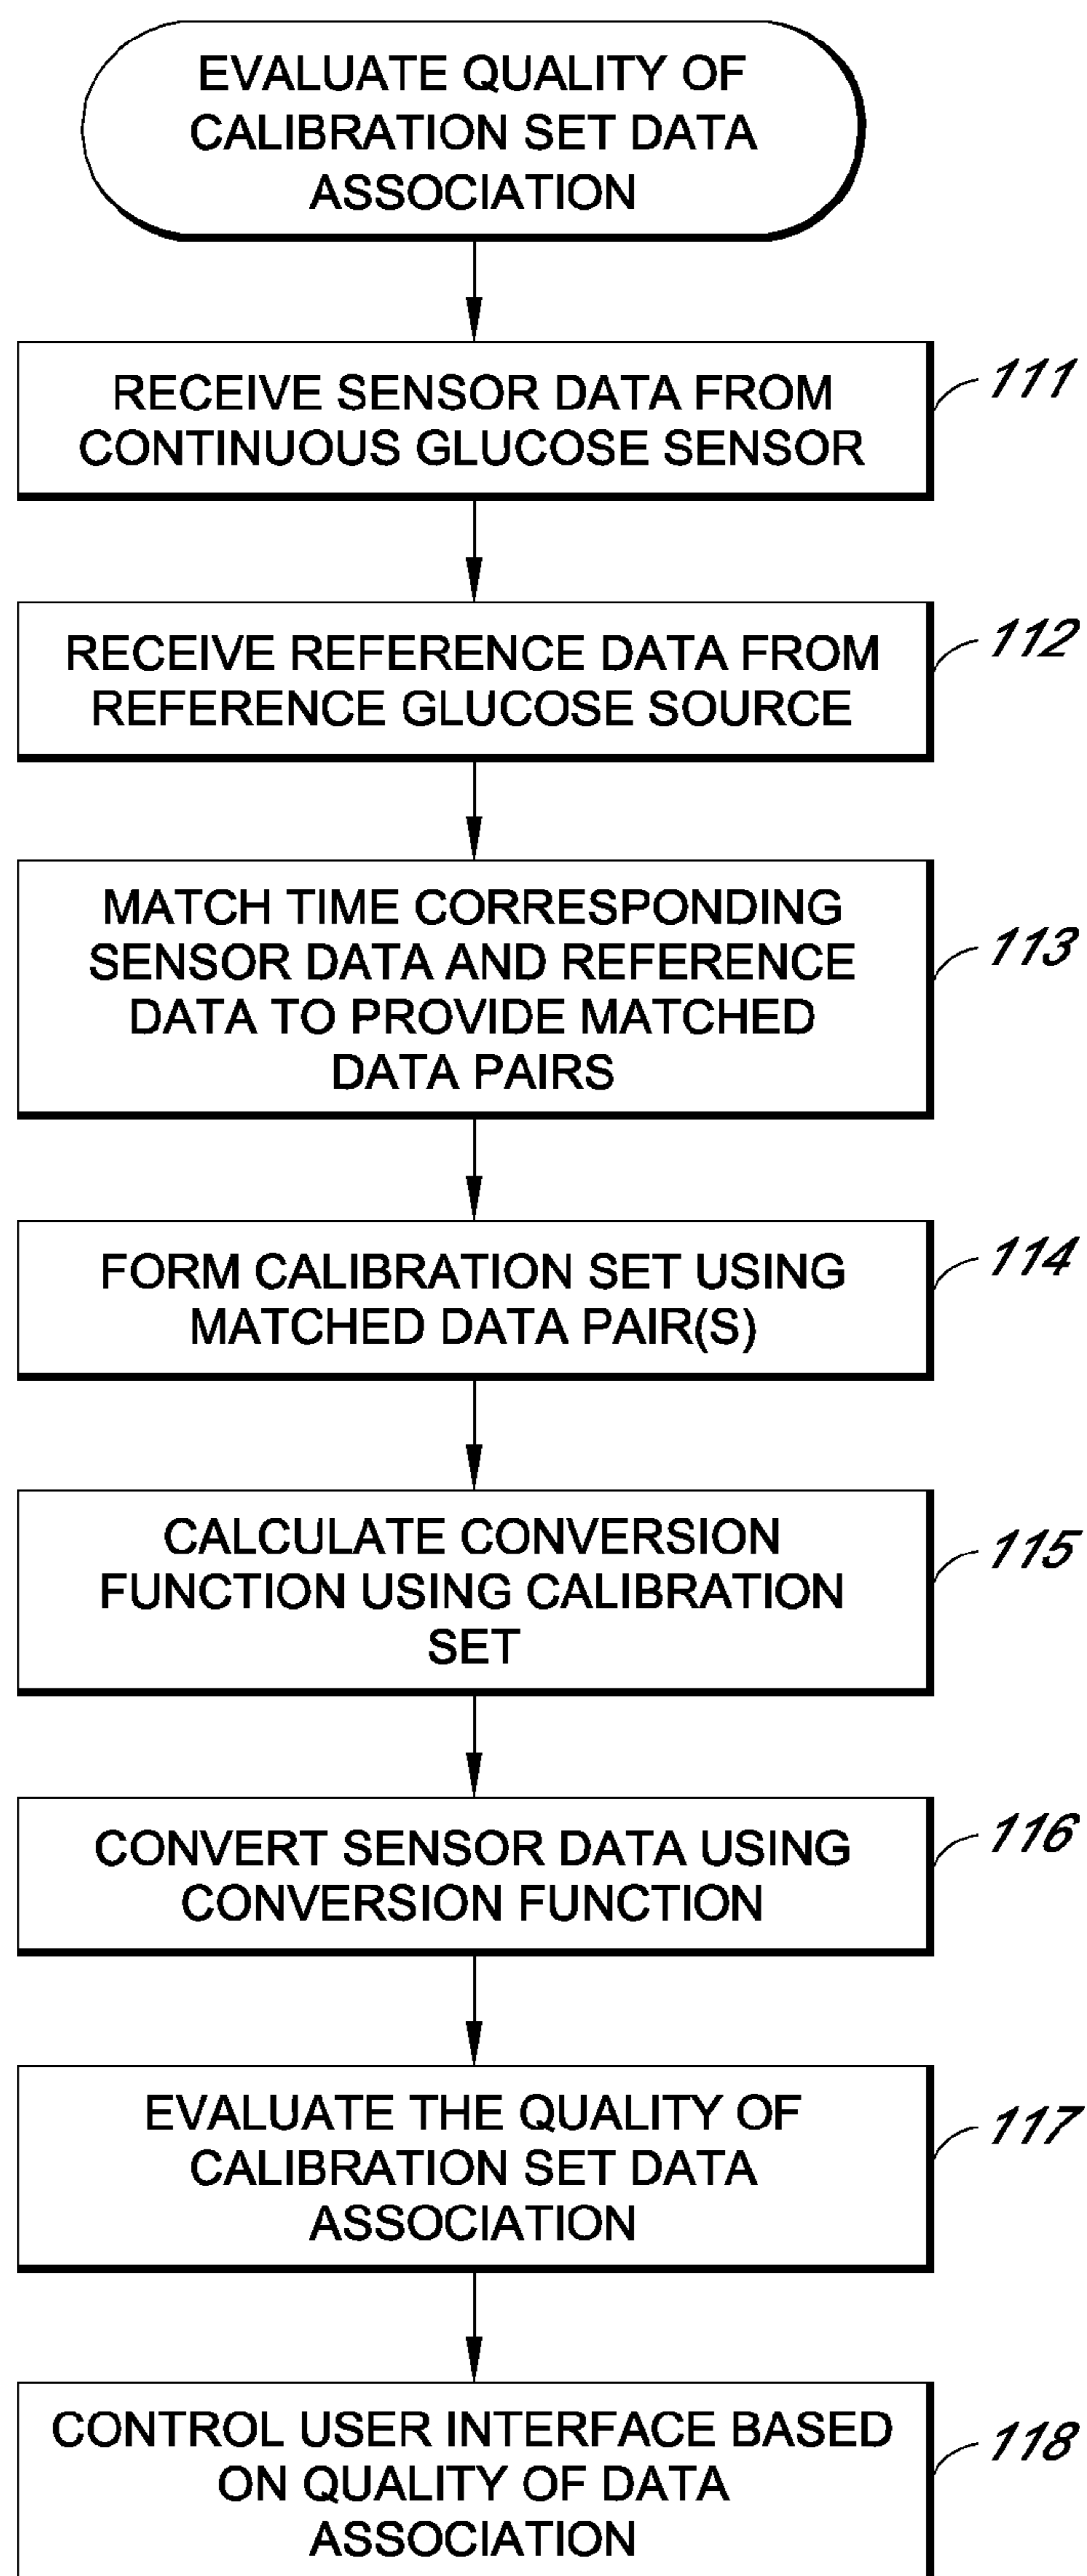 EVALUATE QUALITY OF
CALIBRATION SET DATA
ASSOCIATION
RECEIVE SENSOR DATA FROM
CONTINUOUS GLUCOSE SENSOR
111
RECEIVE REFERENCE DATA FROM
REFERENCE GLUCOSE SOURCE
112
MATCH TIME CORRESPONDING
SENSOR DATA AND REFERENCE
DATA TO PROVIDE MATCHED
DATA PAIRS
113
FORM CALIBRATION SET USING
MATCHED DATA PAIR(S)
114
CALCULATE CONVERSION
FUNCTION USING CALIBRATION
SET
115
CONVERT SENSOR DATA USING
CONVERSION FUNCTION
116
EVALUATE THE QUALITY OF
CALIBRATION SET DATA
ASSOCIATION
117
CONTROL USER INTERFACE BASED
ON QUALITY OF DATA
ASSOCIATION
118